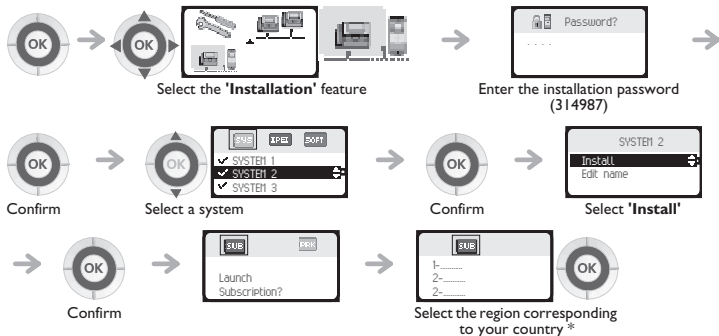 OK
OK
Password?
. . . .
Select the 'Installation' feature
Enter the installation password
(314987)
OK
OK
SYS IPEI SOFT
SYSTEM 1
SYSTEM 2
SYSTEM 3
OK
SYSTEM 2
Install
Edit name
Confirm
Select a system
Confirm
Select 'Install'
OK
SUB PRK
Launch
Subscription?
SUB
1-.........
2-.........
2-.........
OK
Confirm
Select the region corresponding
to your country *